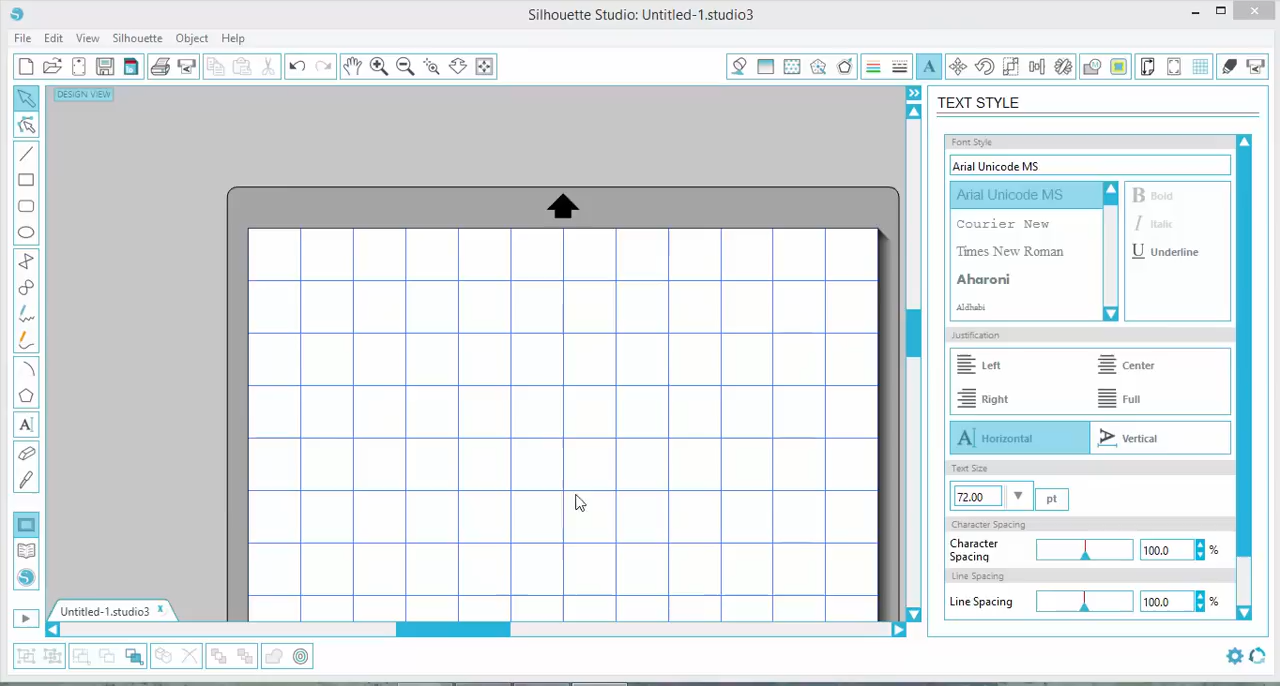 Silhouette Studio: Untitled-1.studio3
File Edit View Silhouette Object Help
DESIGN VIEW
TEXT STYLE
Font Style
Arial Unicode MS
Arial Unicode MS
Courier New
Times New Roman
Aharoni
Aldhabi
B Bold
I Italic
U Underline
Justification
Left Center
Right Full
Horizontal Vertical
Text Size
72.00 pt
Character Spacing
Character
Spacing 100.0 %
Line Spacing
Line Spacing 100.0 %
Untitled-1.studio3 x